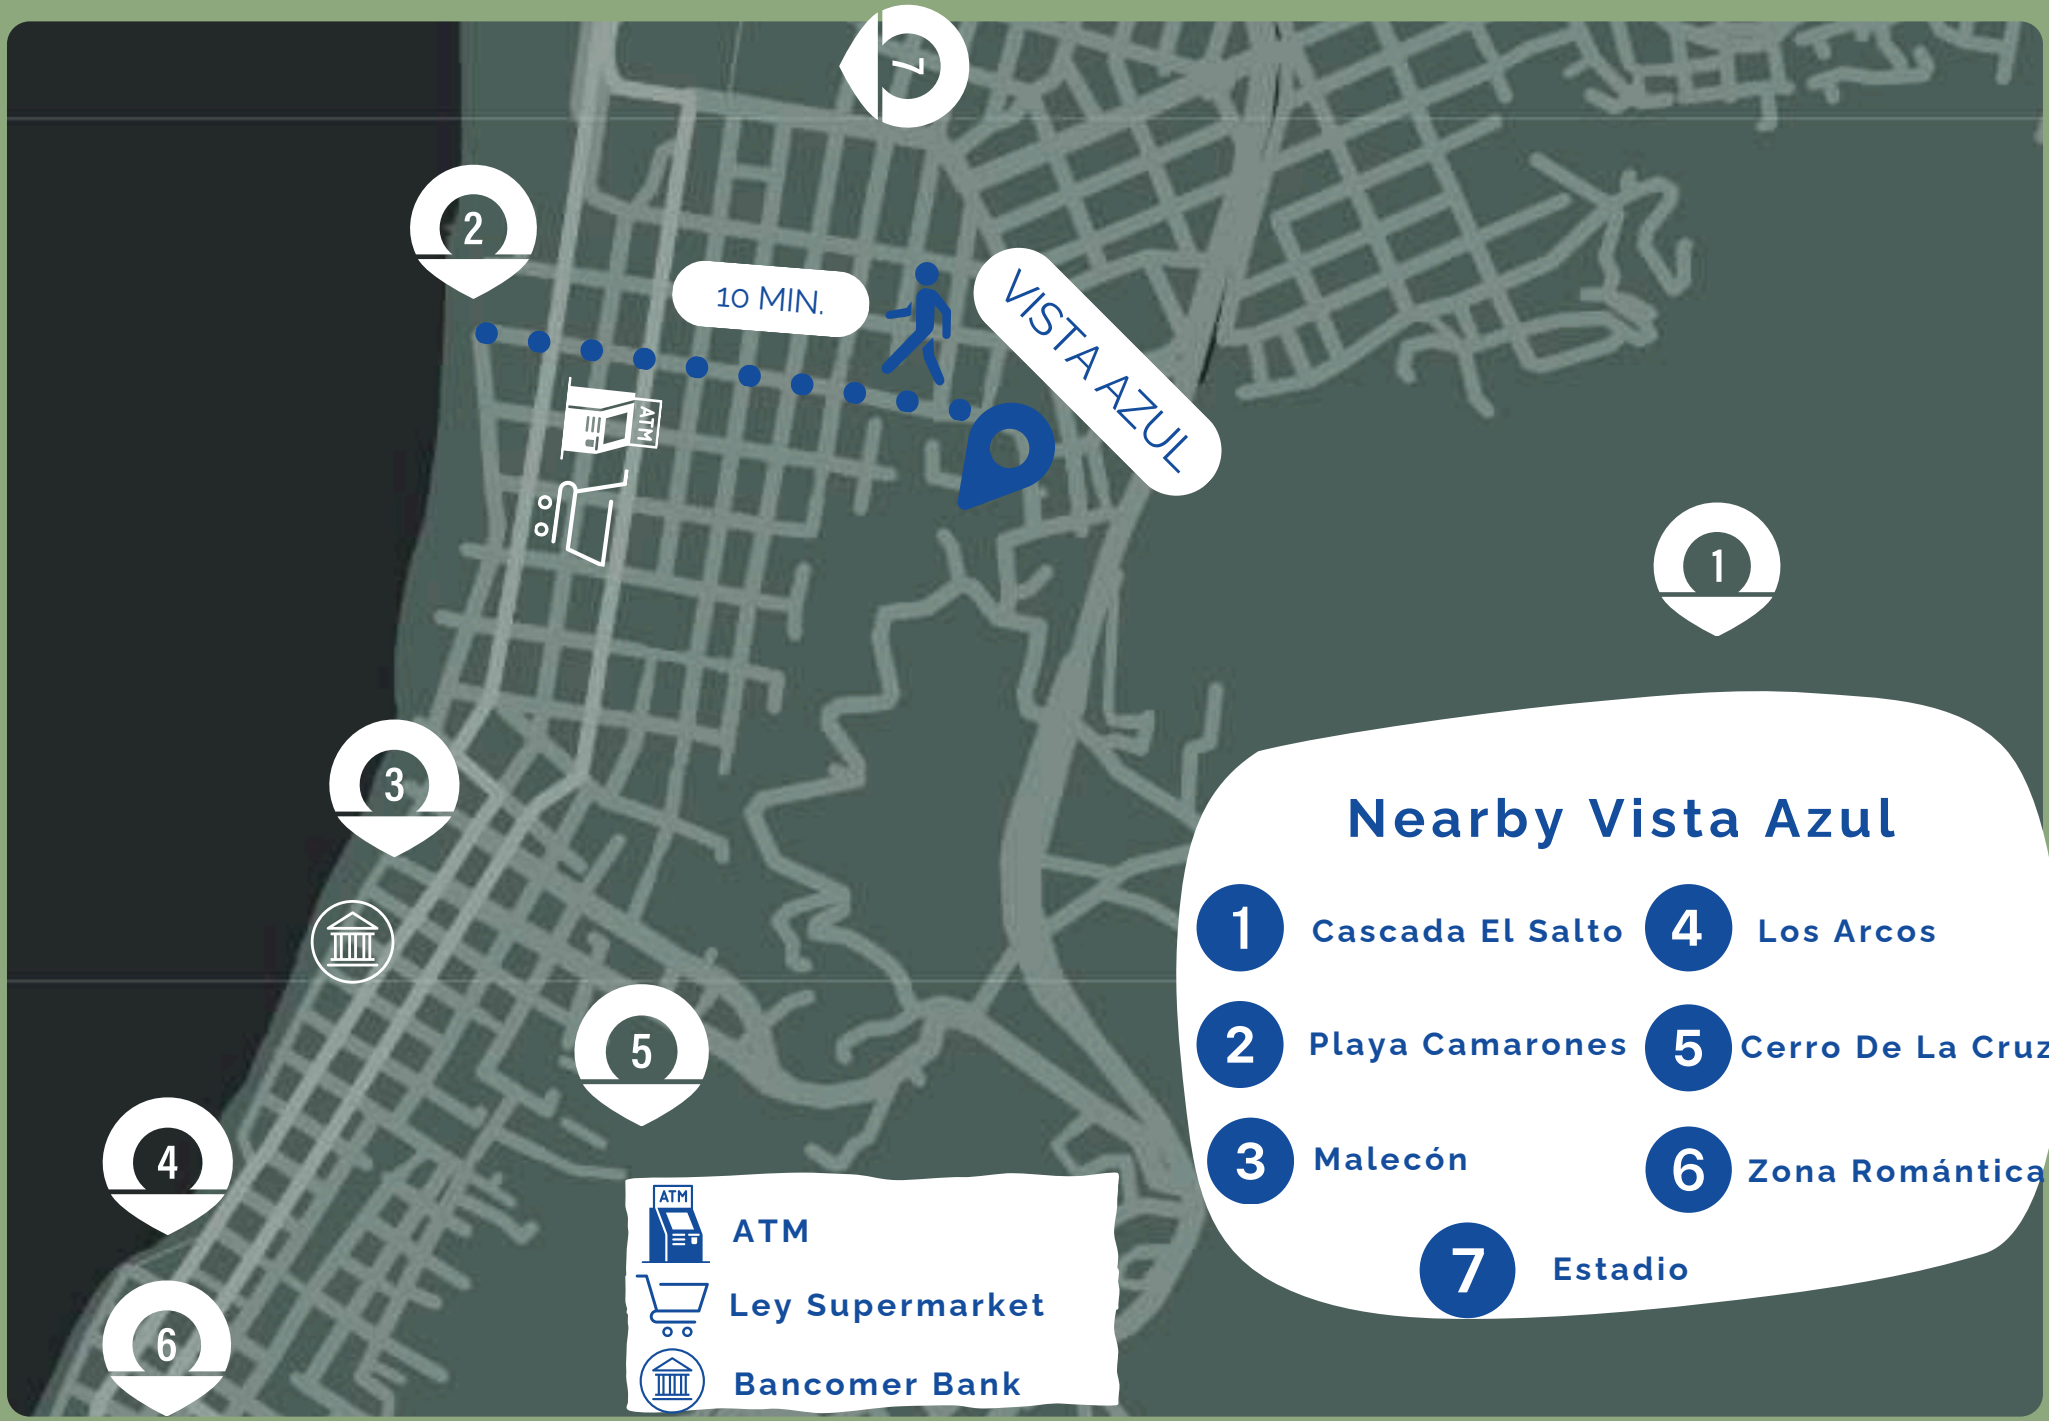 7
2
10 MIN.
VISTA AZUL
ATM
1
3
5
4
6
Nearby Vista Azul
1 Cascada El Salto
4 Los Arcos
2 Playa Camarones
5 Cerro De La Cruz
3 Malecón
6 Zona Romántica
7 Estadio
ATM
ATM
Ley Supermarket
Bancomer Bank